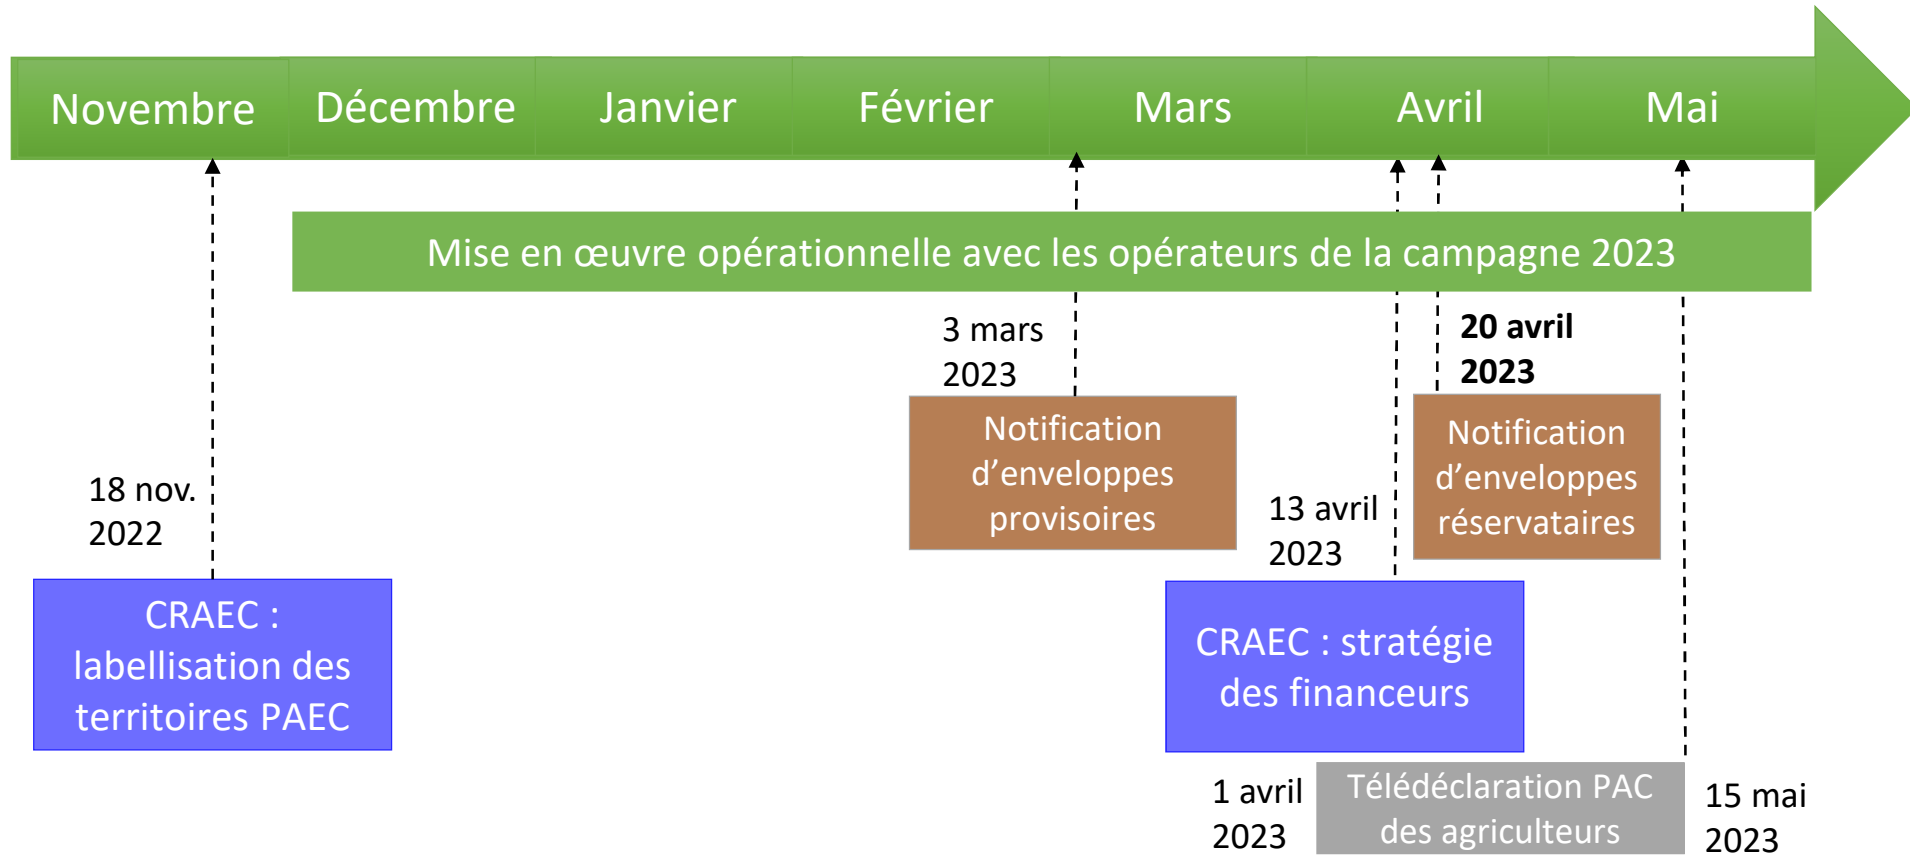 Novembre
Décembre
Janvier
Février
Mars
Avril
Mai
Mise en œuvre opérationnelle avec les opérateurs de la campagne 2023
3 mars
2023
20 avril
2023
Notification
d’enveloppes
provisoires
Notification
d’enveloppes
réservataires
18 nov.
2022
13 avril
2023
CRAEC :
labellisation des
territoires PAEC
CRAEC : stratégie
des financeurs
1 avril
2023
Télédéclaration PAC
des agriculteurs
15 mai
2023